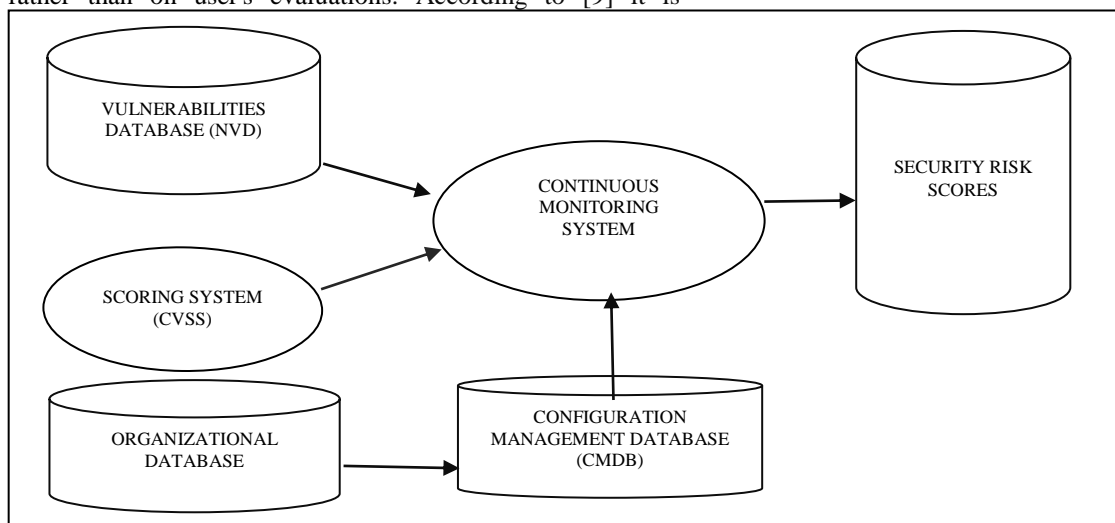 rather than on user's evaluations. According to [9] it is
VULNERABILITIES
DATABASE (NVD)
CONTINUOUS
MONITORING
SYSTEM
SECURITY RISK
SCORES
SCORING SYSTEM
(CVSS)
ORGANIZATIONAL
DATABASE
CONFIGURATION
MANAGEMENT DATABASE
(CMDB)